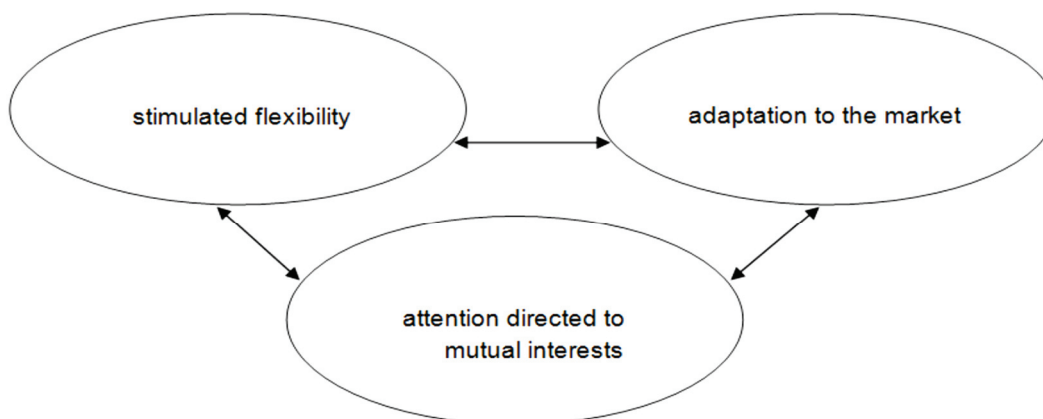 stimulated flexibility
adaptation to the market
attention directed to
mutual interests